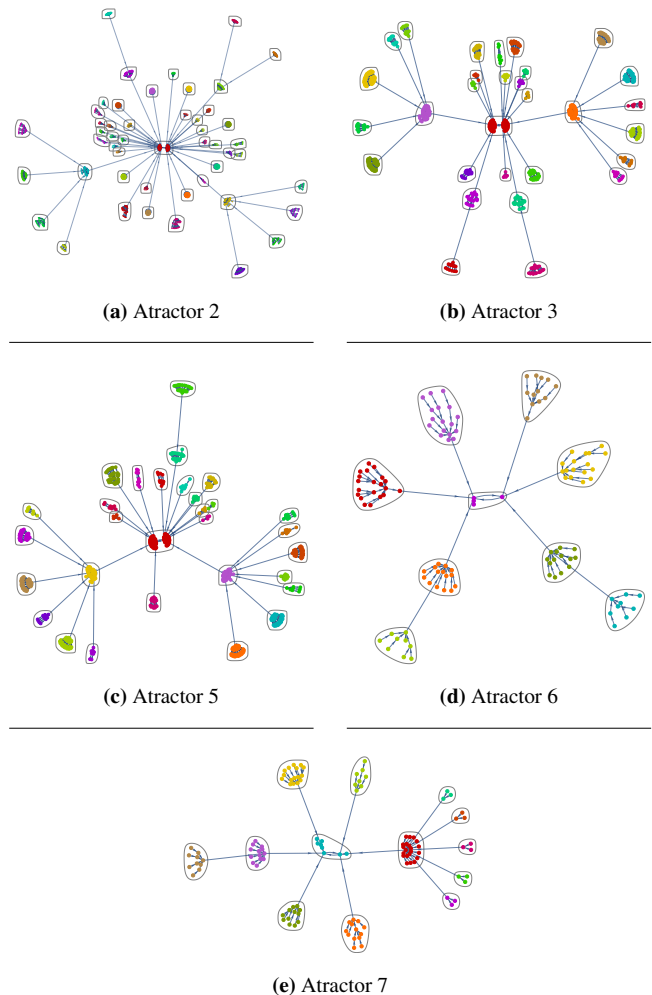 (a) Atractor 2
(b) Atractor 3
(c) Atractor 5
(d) Atractor 6
(e) Atractor 7